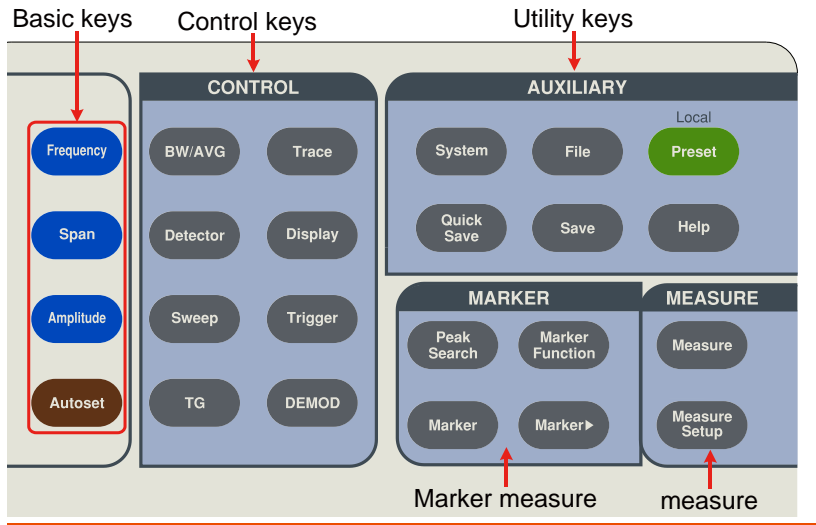 Basic keys
Control keys
Utility keys
CONTROL
AUXILIARY
Local
Frequency
BW/AVG
Trace
System
File
Preset
Span
Detector
Display
Quick
Save
Save
Help
MARKER
MEASURE
Amplitude
Sweep
Trigger
Peak
Search
Marker
Function
Measure
Autoset
TG
DEMOD
Marker
Marker▶
Measure
Setup
Marker measure
measure